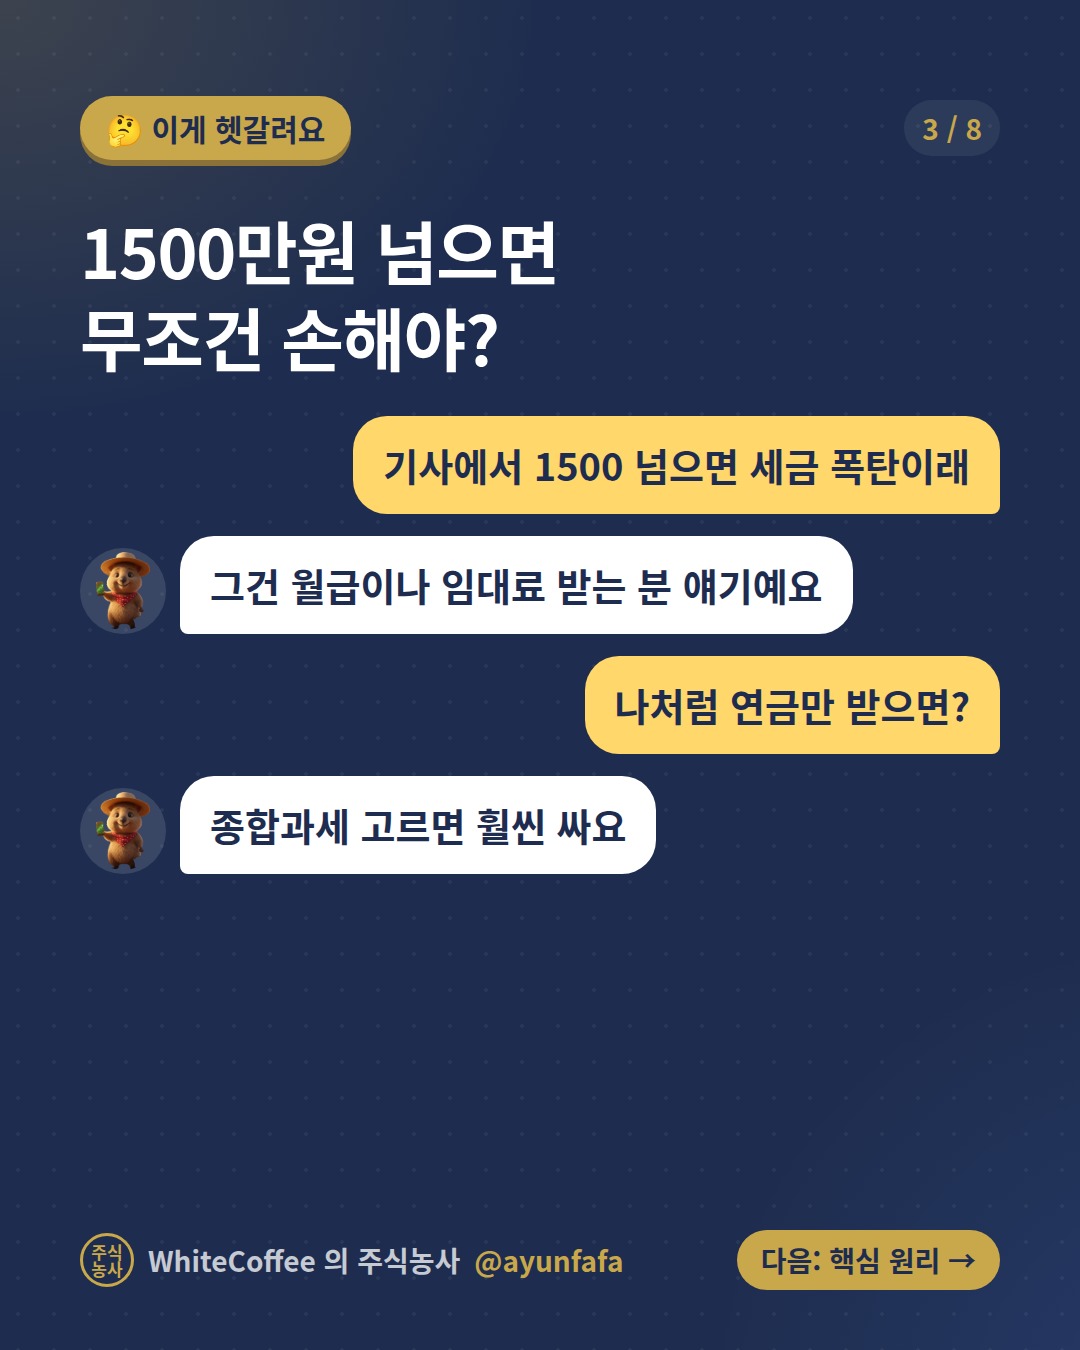 🤔 이게 헷갈려요
3 / 8
1500만원 넘으면
무조건 손해야?
기사에서 1500 넘으면 세금 폭탄이래
그건 월급이나 임대료 받는 분 얘기예요
나처럼 연금만 받으면?
종합과세 고르면 훨씬 싸요
주식
농사
WhiteCoffee 의 주식농사 @ayunfafa
다음: 핵심 원리 →